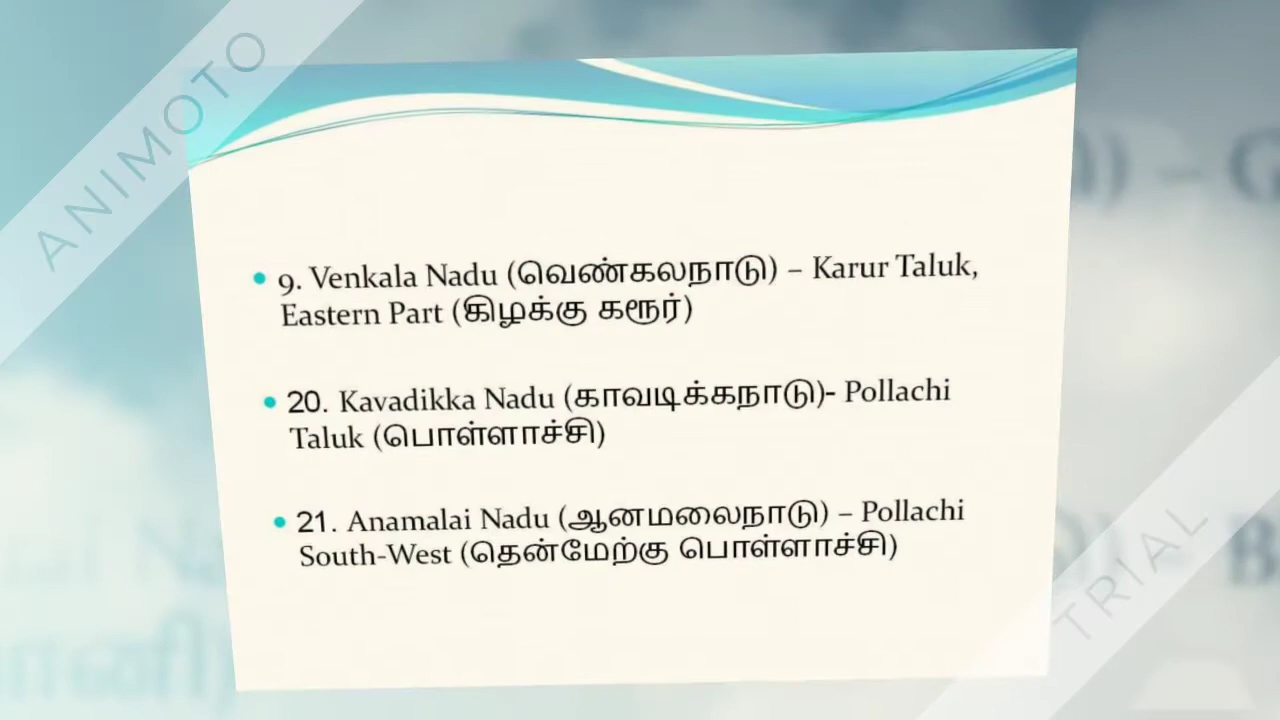 ANIMOTO
• 9. Venkala Nadu (வெண்கலநாடு) – Karur Taluk,
Eastern Part (கிழக்கு கரூர்)
• 20. Kavadikka Nadu (காவடிக்கநாடு)- Pollachi
Taluk (பொள்ளாச்சி)
• 21. Anamalai Nadu (ஆனமலைநாடு) – Pollachi
South-West (தென்மேற்கு பொள்ளாச்சி)
TRIAL